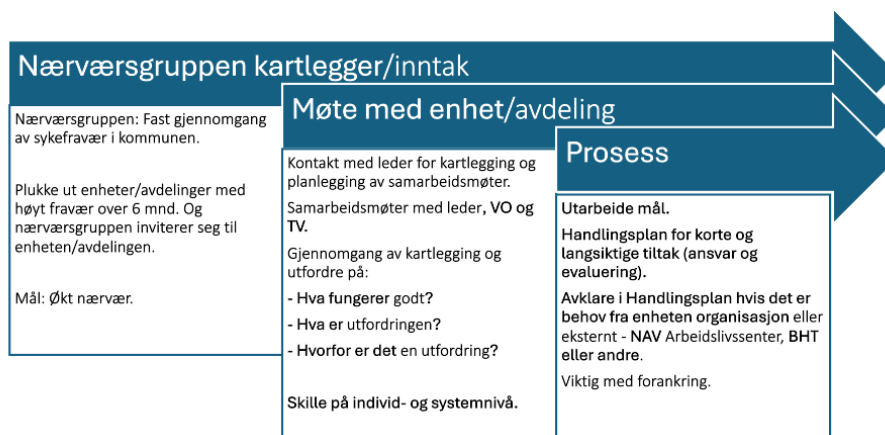 Nærværsgruppen kartlegger/inntak
Nærværsgruppen: Fast gjennomgang
av sykefravær i kommunen.
Plukke ut enheter/avdelinger med
høyt fravær over 6 mnd. Og
nærværsgruppen inviterer seg til
enheten/avdelingen.
Mål: Økt nærvær.
Møte med enhet/avdeling
Kontakt med leder for kartlegging og
planlegging av samarbeidsmøter.
Samarbeidsmøter med leder, VO og
TV.
Gjennomgang av kartlegging og
utfordre på:
- Hva fungerer godt?
- Hva er utfordringen?
- Hvorfor er det en utfordring?
Skille på individ- og systemnivå.
Prosess
Utarbeide mål.
Handlingsplan for korte og
langsiktige tiltak (ansvar og
evaluering).
Avklare i Handlingsplan hvis det er
behov fra enheten organisasjon eller
eksternt - NAV Arbeidslivssenter, BHT
eller andre.
Viktig med forankring.